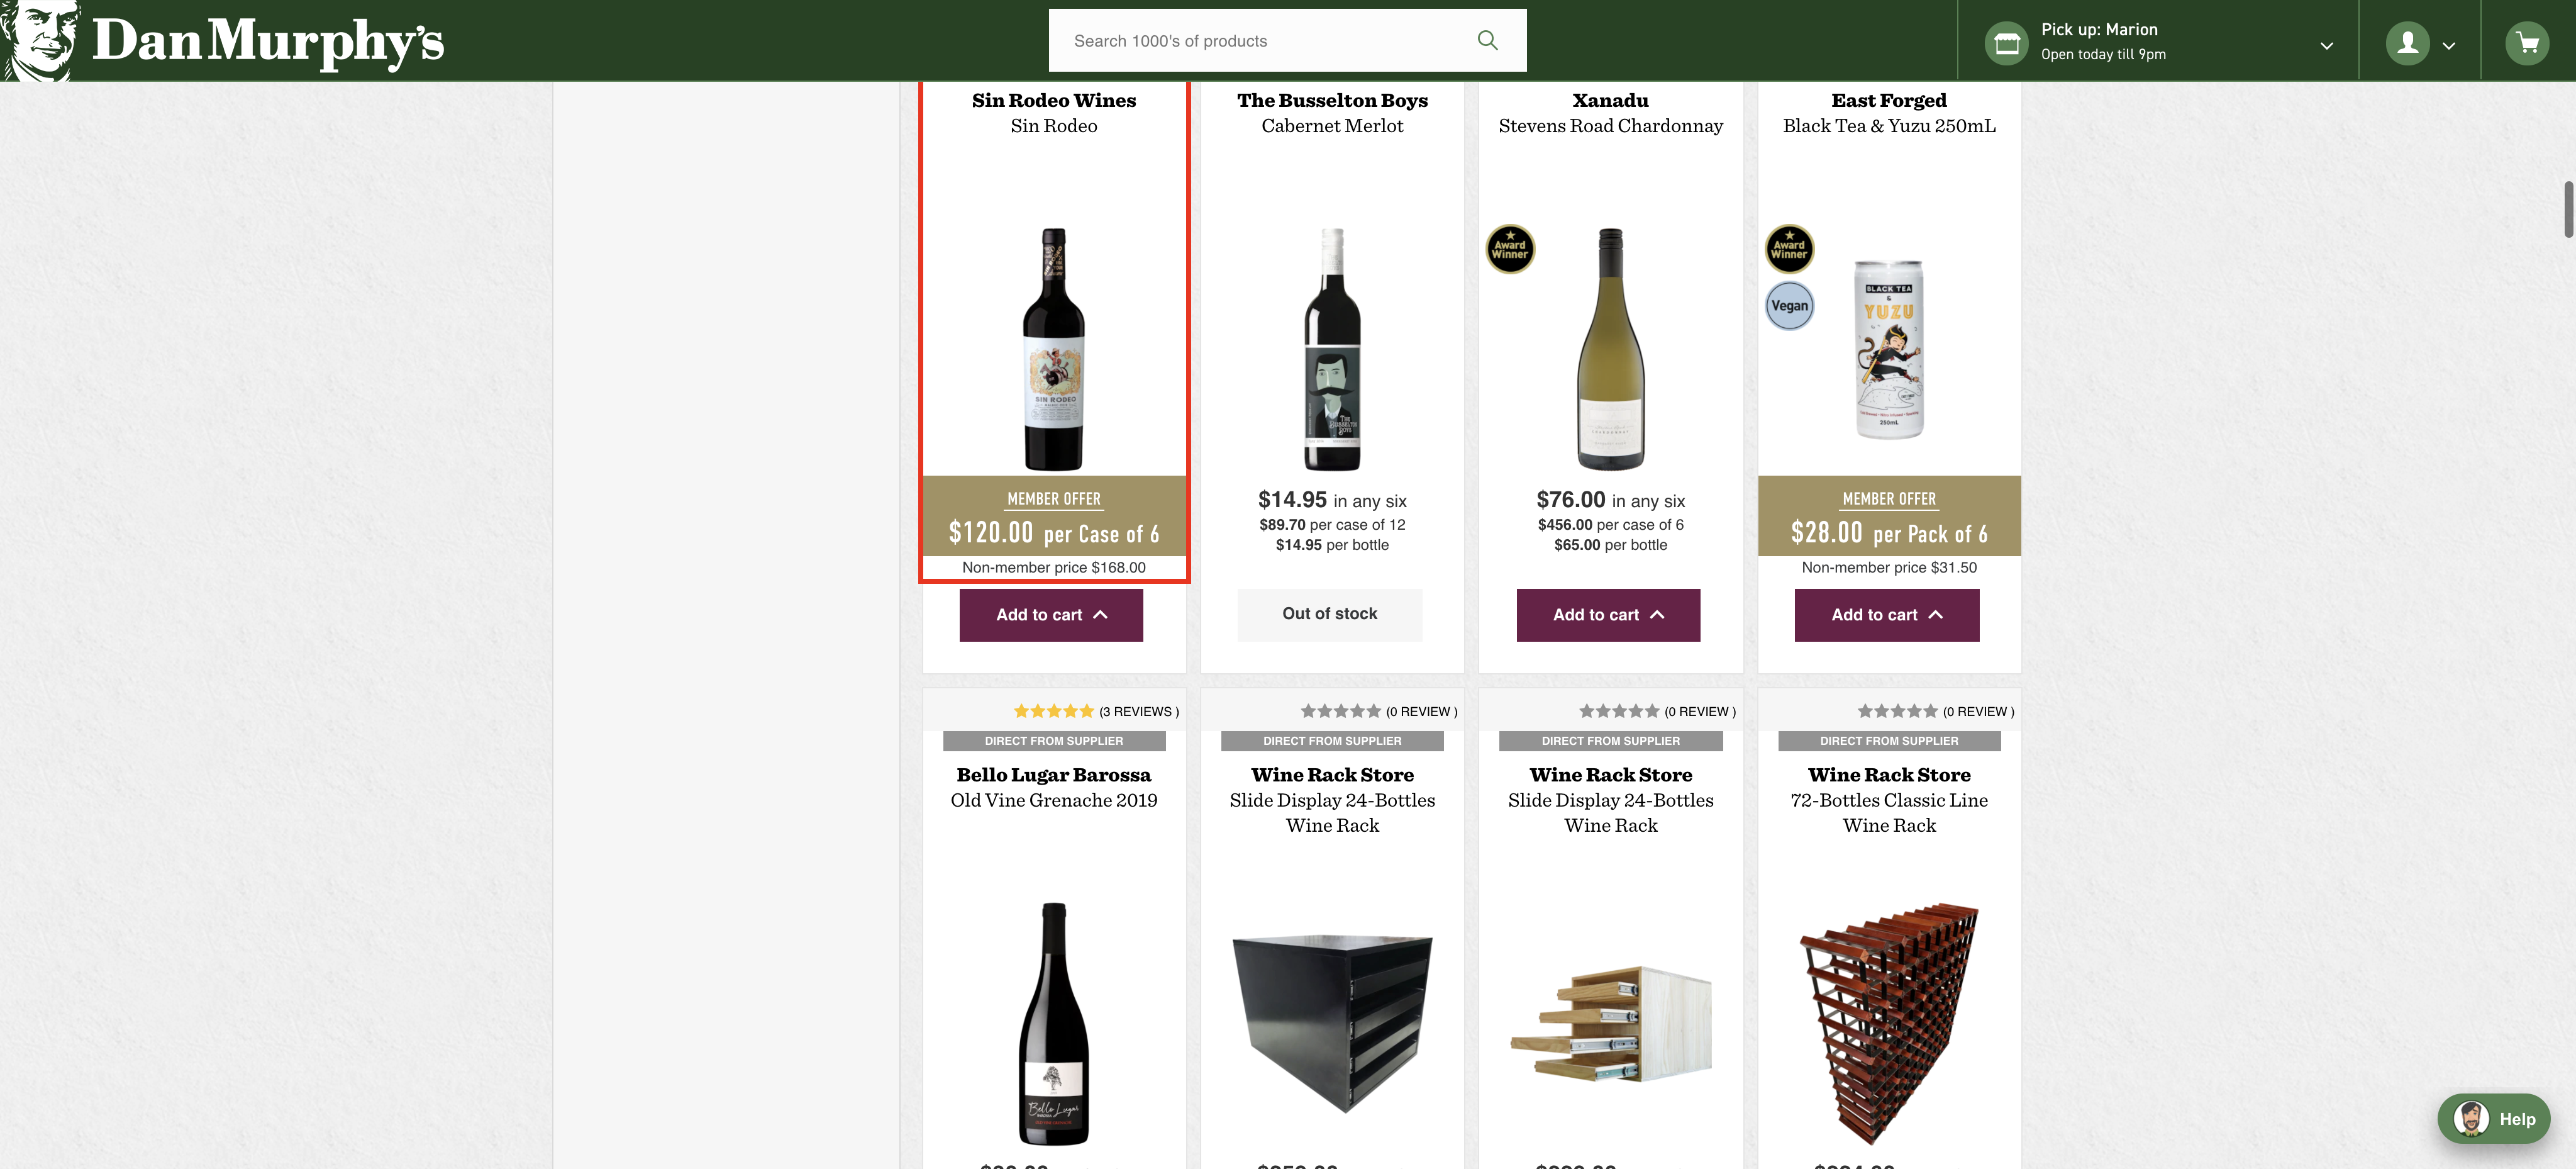 Dan Murphy's
Search 1000's of products
Pick up: Marion
Open today till 9pm
Sin Rodeo Wines
Sin Rodeo
SIN RODEO
MEMBER OFFER
$120.00 per Case of 6
Non-member price $168.00
Add to cart
The Busselton Boys
Cabernet Merlot
THE BUSSELTON BOYS
$14.95 in any six
$89.70 per case of 12
$14.95 per bottle
Out of stock
Xanadu
Stevens Road Chardonnay
Award Winner
CHARDONNAY
$76.00 in any six
$456.00 per case of 6
$65.00 per bottle
Add to cart
East Forged
Black Tea & Yuzu 250mL
Award Winner
Vegan
BLACK TEA
&
YUZU
250mL
MEMBER OFFER
$28.00 per Pack of 6
Non-member price $31.50
Add to cart
(3 REVIEWS )
DIRECT FROM SUPPLIER
Bello Lugar Barossa
Old Vine Grenache 2019
Bello Lugar
(0 REVIEW )
DIRECT FROM SUPPLIER
Wine Rack Store
Slide Display 24-Bottles
Wine Rack
(0 REVIEW )
DIRECT FROM SUPPLIER
Wine Rack Store
Slide Display 24-Bottles
Wine Rack
(0 REVIEW )
DIRECT FROM SUPPLIER
Wine Rack Store
72-Bottles Classic Line
Wine Rack
Help